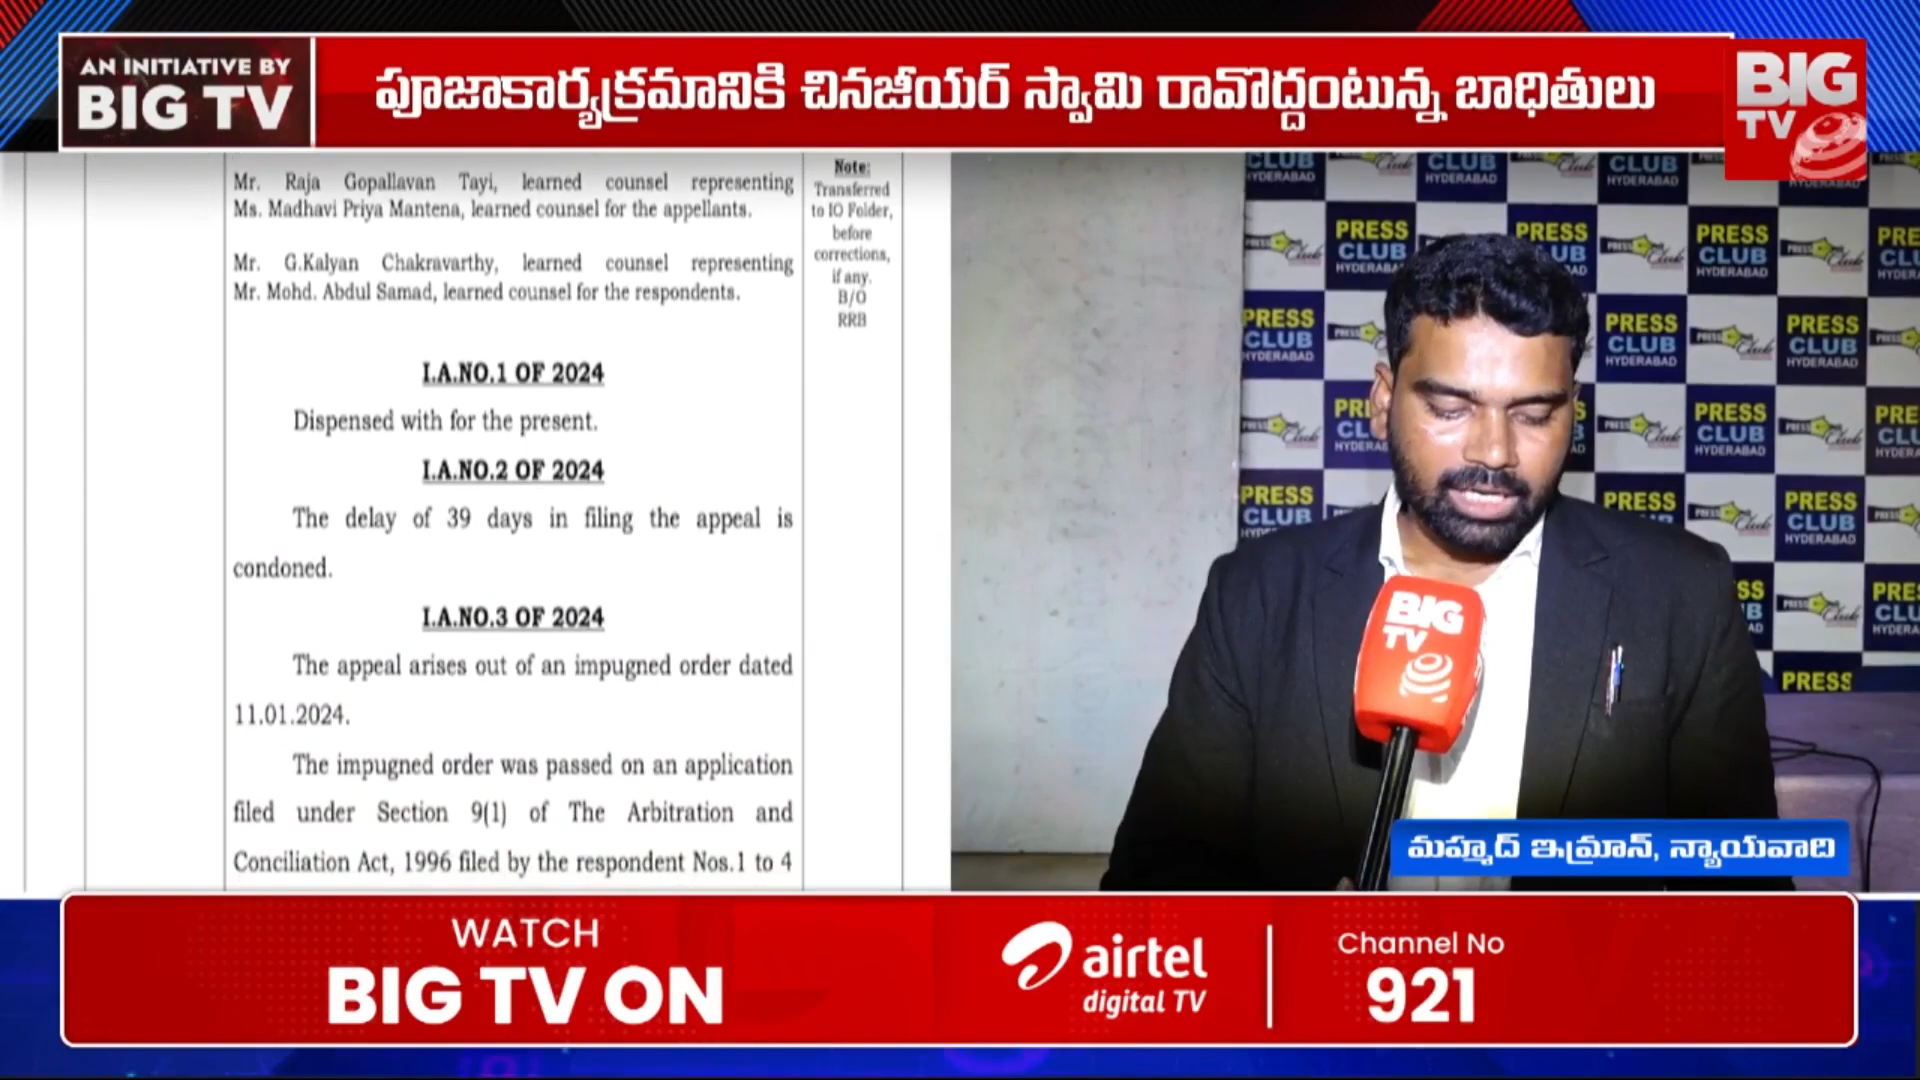 AN INITIATIVE BY
BIG TV
పూజాకార్యక్రమానికి చినజీయర్ స్వామి రావొద్దంటున్న బాధితులు
BIG
TV
Mr. Raja Gopallavan Tayi, learned counsel representing
Ms. Madhavi Priya Mantena, learned counsel for the appellants.
Mr. G.Kalyan Chakravarthy, learned counsel representing
Mr. Mohd. Abdul Samad, learned counsel for the respondents.
I.A.NO.1 OF 2024
Dispensed with for the present.
I.A.NO.2 OF 2024
The delay of 39 days in filing the appeal is
condoned.
I.A.NO.3 OF 2024
The appeal arises out of an impugned order dated
11.01.2024.
The impugned order was passed on an application
filed under Section 9(1) of The Arbitration and
Conciliation Act, 1996 filed by the respondent Nos.1 to 4
Note:
Transferred
to IO Folder,
before
corrections,
if any.
B/O
RRB
PRESS
CLUB
HYDERABAD
BIG
TV
మహ్మద్ ఇమ్రాన్, న్యాయవాది
WATCH
BIG TV ON
airtel
digital TV
Channel No
921